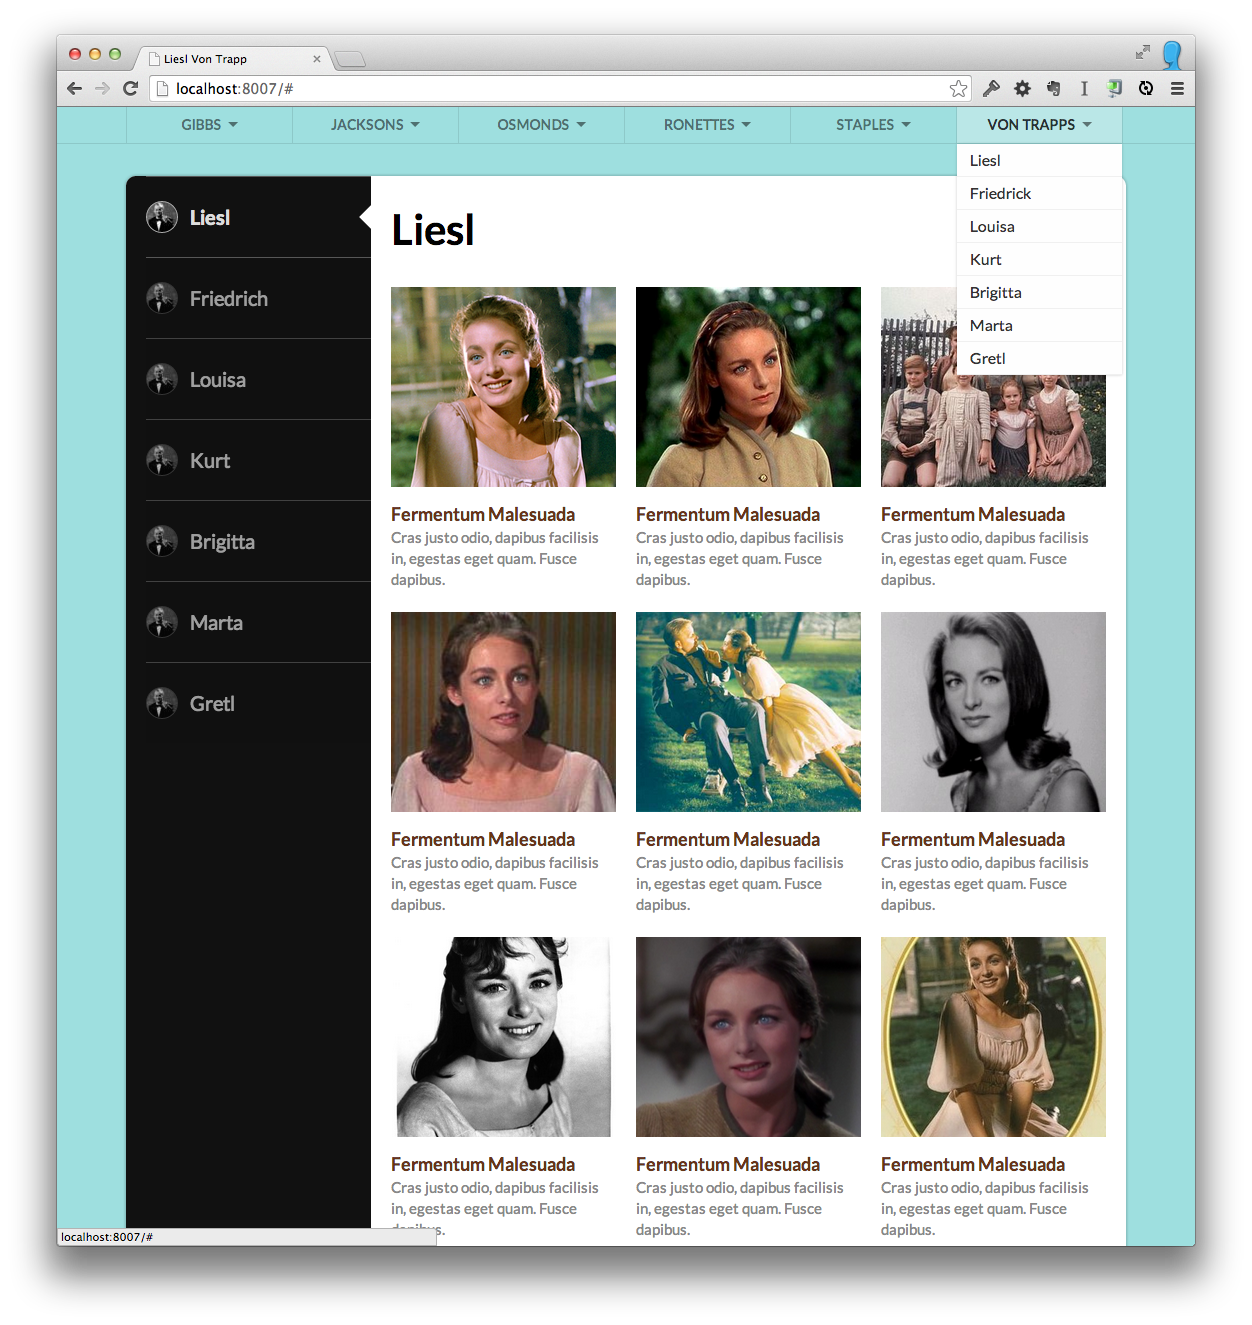 Liesl Von Trapp
localhost:8007/#
GIBBS
JACKSONS
OSMONDS
RONETTES
STAPLES
VON TRAPPS
Liesl
Friedrick
Louisa
Kurt
Brigitta
Marta
Gretl
Liesl
Friedrich
Louisa
Kurt
Brigitta
Marta
Gretl
Liesl
Fermentum Malesuada
Cras justo odio, dapibus facilisis
in, egestas eget quam. Fusce
dapibus.
Fermentum Malesuada
Cras justo odio, dapibus facilisis
in, egestas eget quam. Fusce
dapibus.
Fermentum Malesuada
Cras justo odio, dapibus facilisis
in, egestas eget quam. Fusce
dapibus.
Fermentum Malesuada
Cras justo odio, dapibus facilisis
in, egestas eget quam. Fusce
dapibus.
Fermentum Malesuada
Cras justo odio, dapibus facilisis
in, egestas eget quam. Fusce
dapibus.
Fermentum Malesuada
Cras justo odio, dapibus facilisis
in, egestas eget quam. Fusce
dapibus.
Fermentum Malesuada
Cras justo odio, dapibus facilisis
in, egestas eget quam. Fusce
dapibus.
Fermentum Malesuada
Cras justo odio, dapibus facilisis
in, egestas eget quam. Fusce
dapibus.
Fermentum Malesuada
Cras justo odio, dapibus facilisis
in, egestas eget quam. Fusce
dapibus.
localhost:8007/#